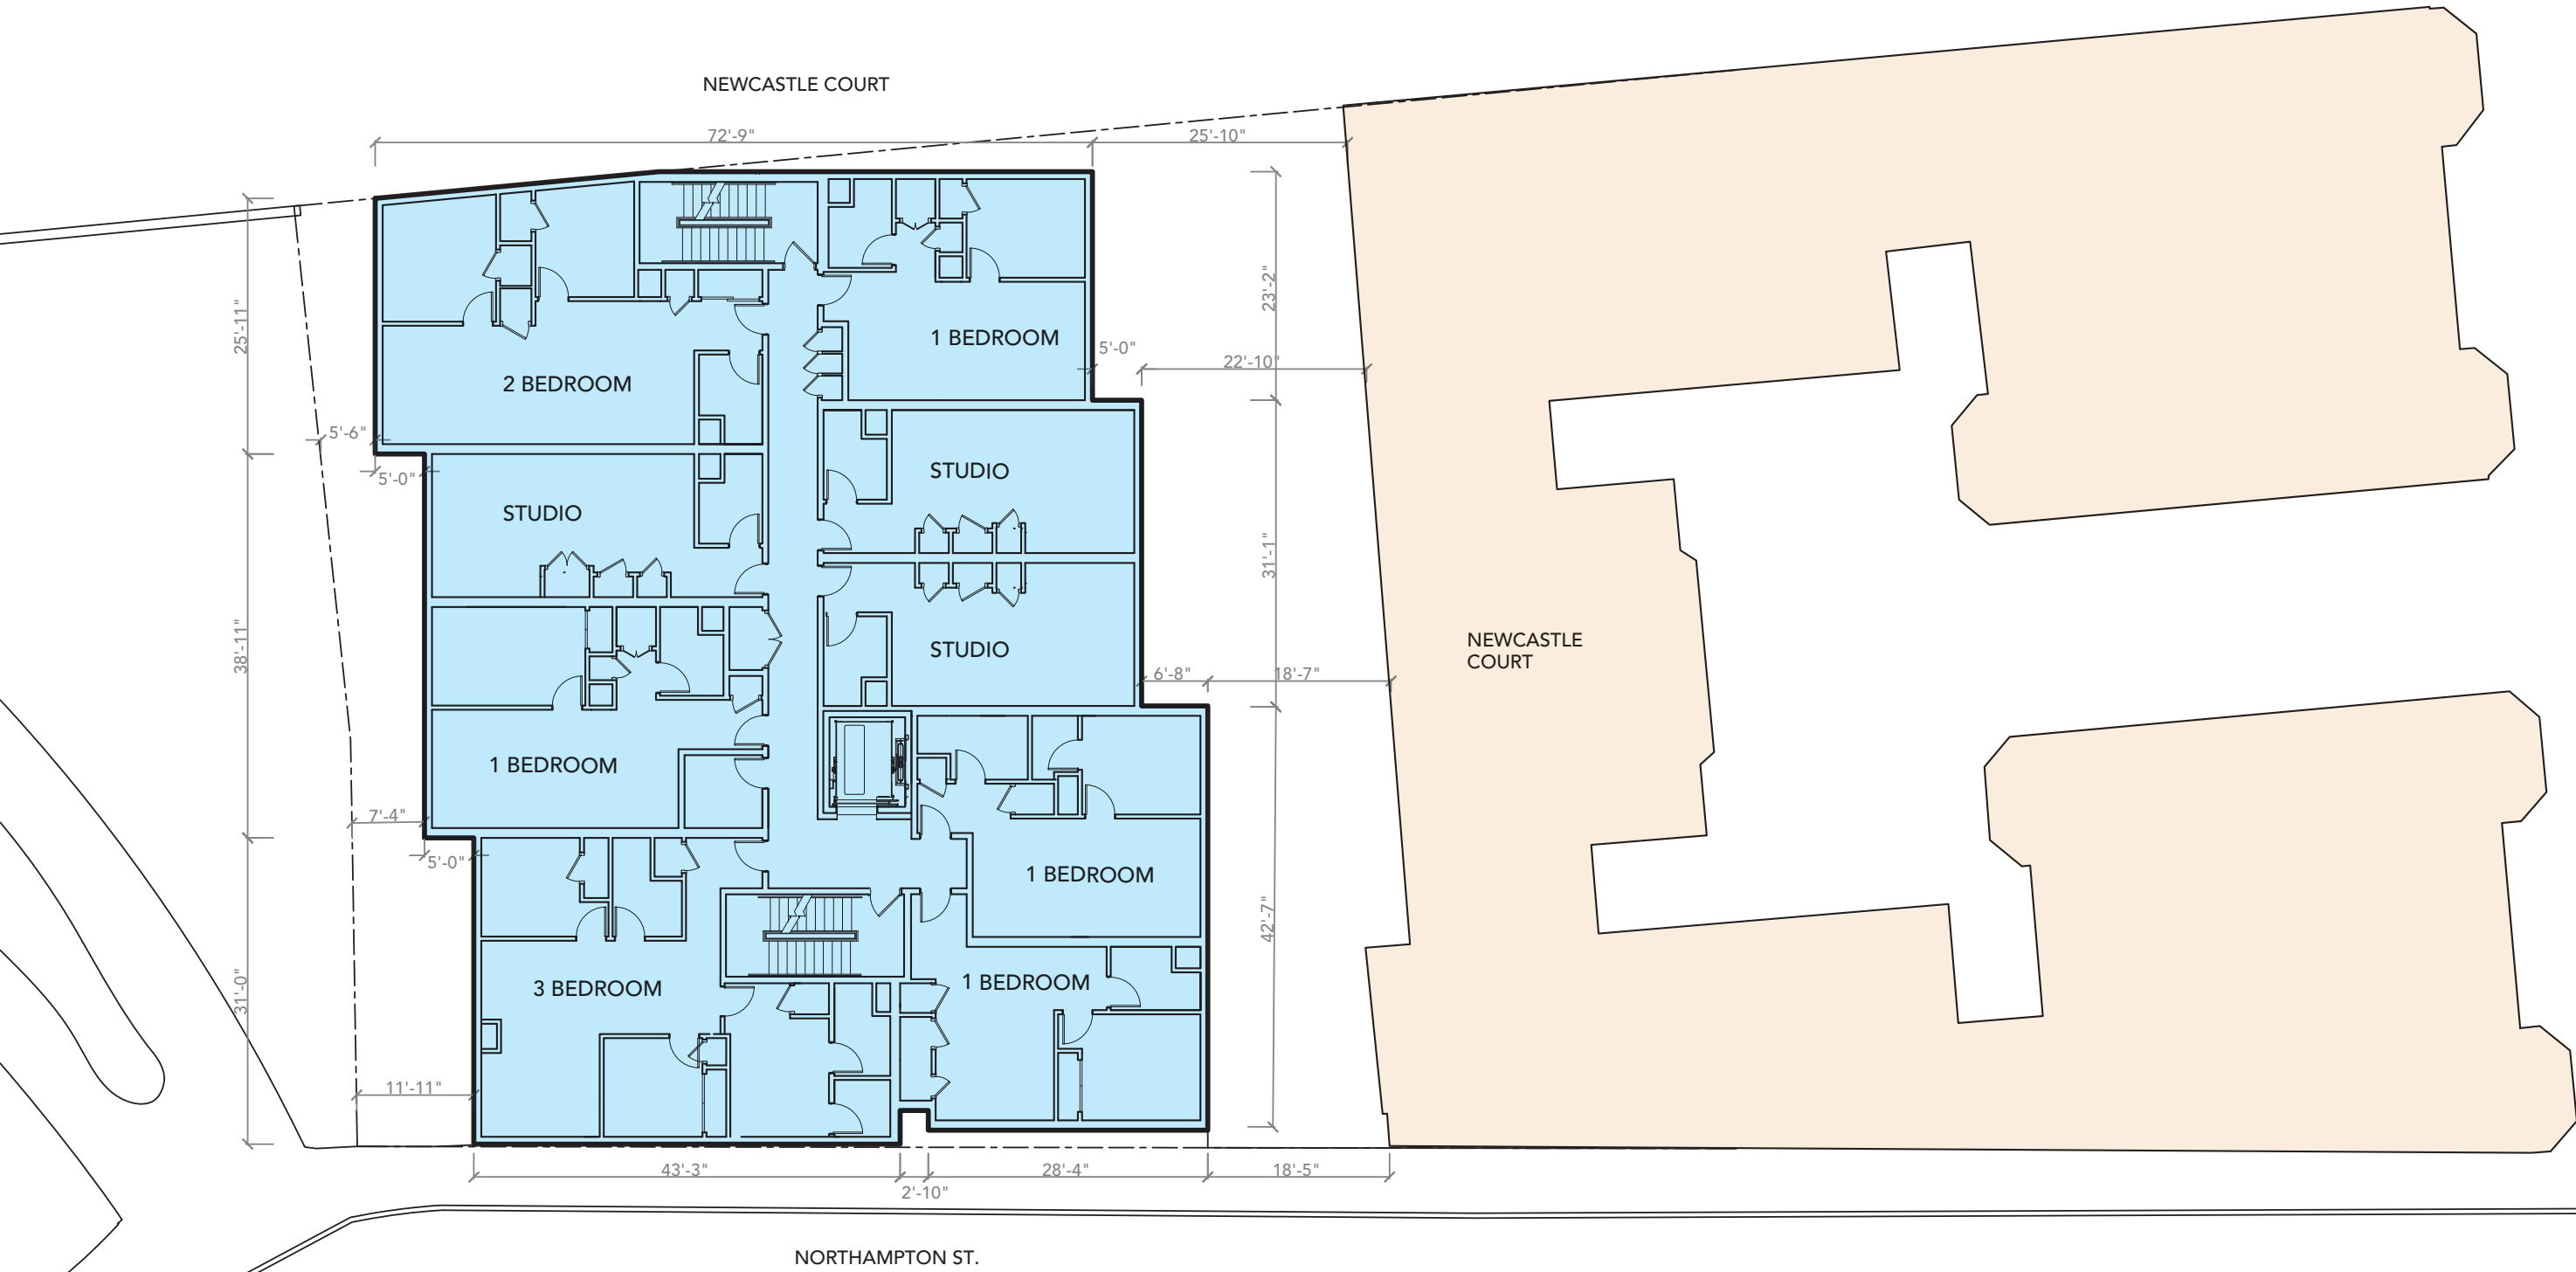 NEWCASTLE COURT
72'-9"
25'-10"
25'-11"
23'-2"
1 BEDROOM
5'-0"
22'-10"
2 BEDROOM
5'-6"
5'-0"
STUDIO
STUDIO
31'-1"
38'-11"
STUDIO
NEWCASTLE
COURT
6'-8"
18'-7"
1 BEDROOM
7'-4"
5'-0"
1 BEDROOM
42'-7"
3 BEDROOM
1 BEDROOM
31'-0"
11'-11"
43'-3"
2'-10"
28'-4"
18'-5"
NORTHAMPTON ST.